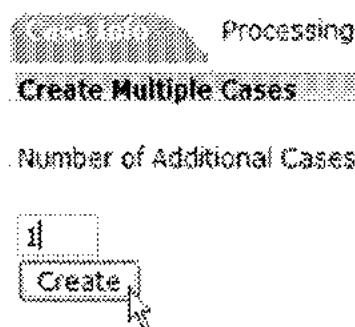 Case Info Processing
Create Multiple Cases
Number of Additional Cases
1
Create